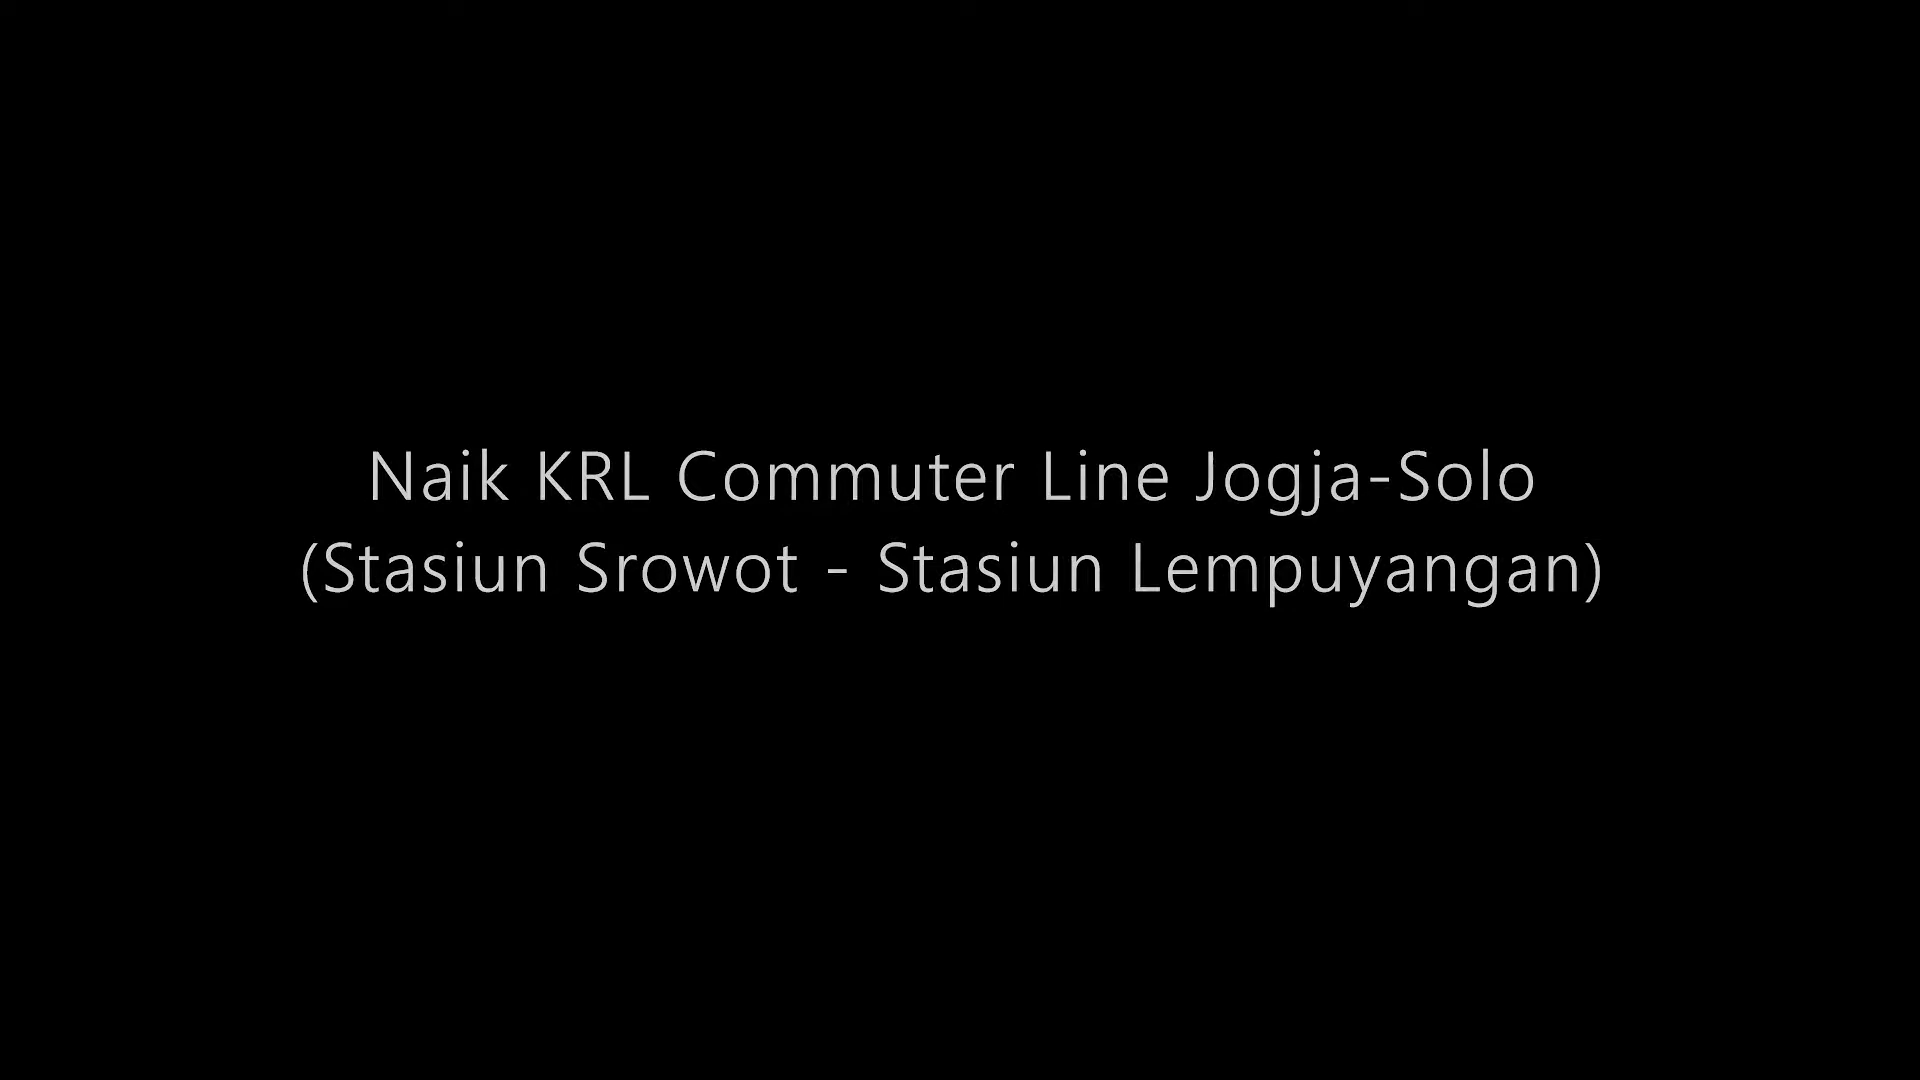 Naik KRL Commuter Line Jogja-Solo
(Stasiun Srowot - Stasiun Lempuyangan)